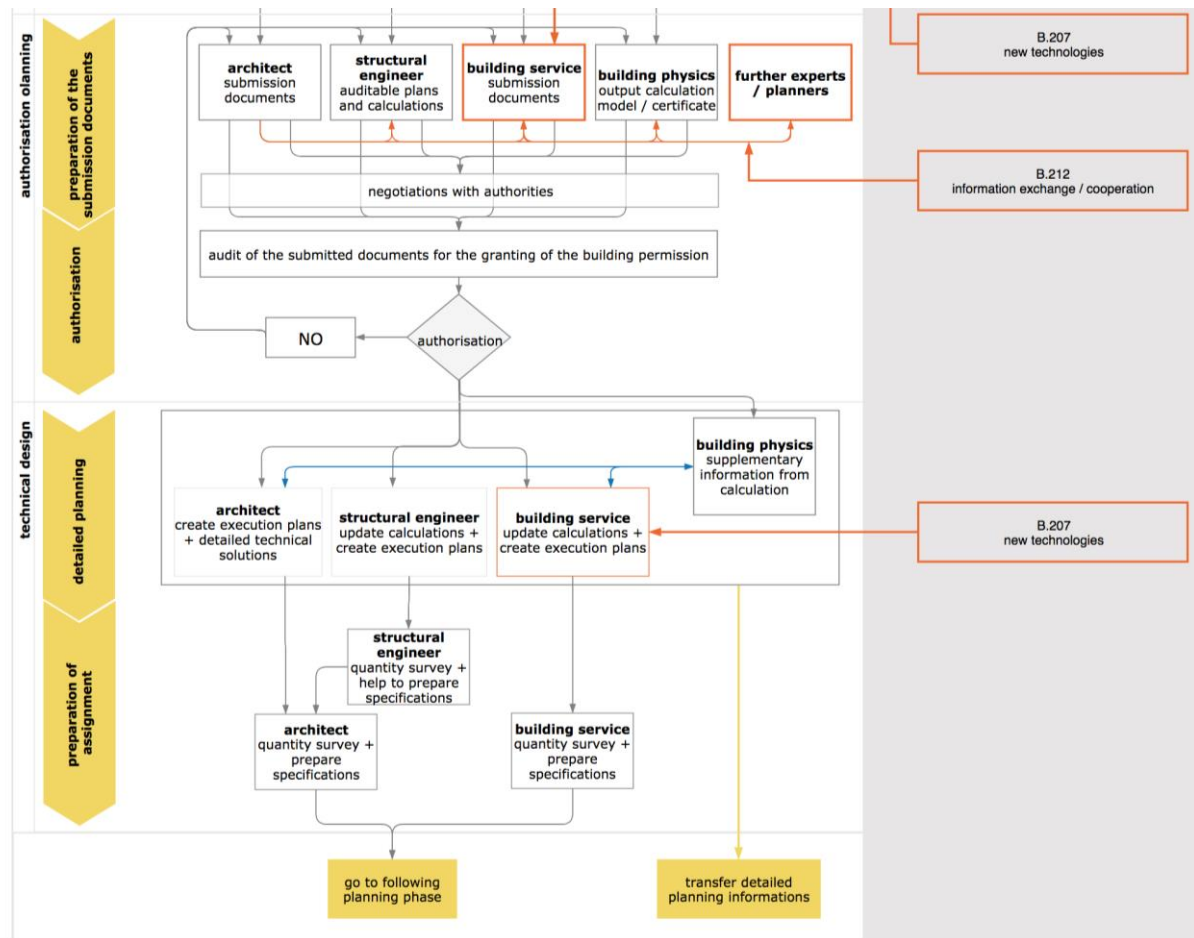 authorisation olanning
preparation of the
submission documents
architect
submission
documents
structural
engineer
auditable plans
and calculations
building service
submission
documents
building physics
output calculation
model / certificate
further experts
/ planners
B.207
new technologies
B.212
information exchange / cooperation
negotiations with authorities
authorisation
audit of the submitted documents for the granting of the building permission
NO
authorisation
technical design
detailed planning
building physics
supplementary
information from
calculation
architect
create execution plans
+ detailed technical
solutions
structural engineer
update calculations +
create execution plans
building service
update calculations +
create execution plans
B.207
new technologies
preparation of
assignment
structural
engineer
quantity survey +
help to prepare
specifications
architect
quantity survey +
prepare
specifications
building service
quantity survey +
prepare
specifications
go to following
planning phase
transfer detailed
planning informations